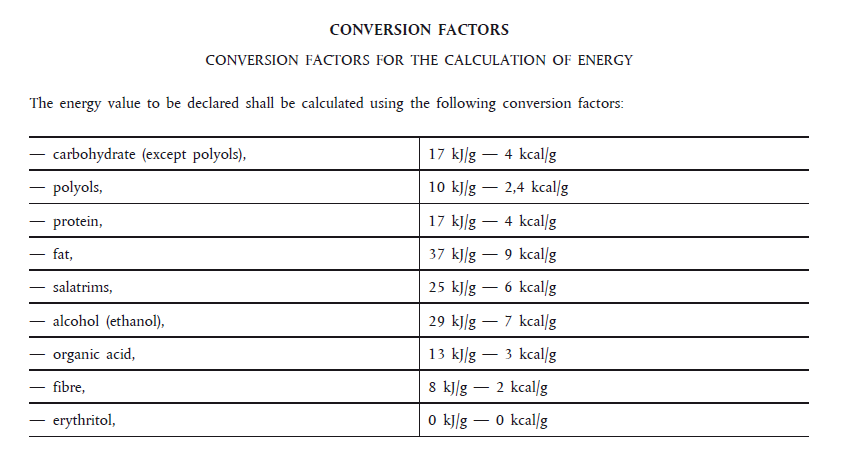 CONVERSION FACTORS
CONVERSION FACTORS FOR THE CALCULATION OF ENERGY
The energy value to be declared shall be calculated using the following conversion factors:
— carbohydrate (except polyols), 17 kJ/g — 4 kcal/g
— polyols, 10 kJ/g — 2,4 kcal/g
— protein, 17 kJ/g — 4 kcal/g
— fat, 37 kJ/g — 9 kcal/g
— salatrims, 25 kJ/g — 6 kcal/g
— alcohol (ethanol), 29 kJ/g — 7 kcal/g
— organic acid, 13 kJ/g — 3 kcal/g
— fibre, 8 kJ/g — 2 kcal/g
— erythritol, 0 kJ/g — 0 kcal/g